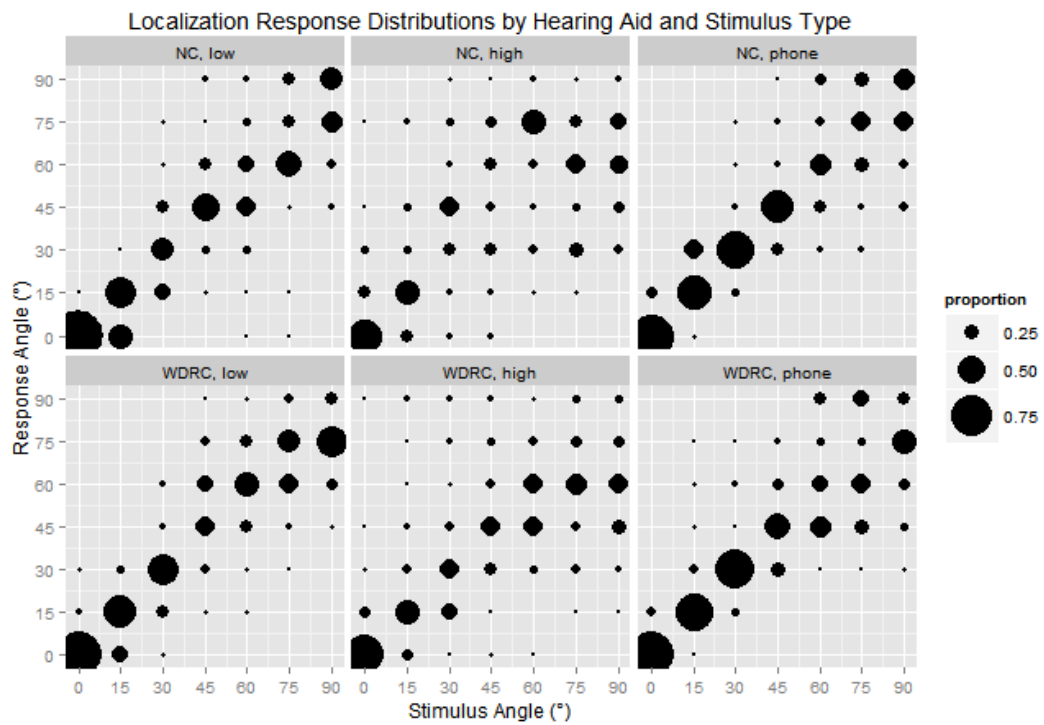 Localization Response Distributions by Hearing Aid and Stimulus Type
NC, low NC, high NC, phone
90
75
60
45
30
15
0
WDRC, low WDRC, high WDRC, phone
90
75
60
45
30
15
0
Response Angle (°)
0 15 30 45 60 75 90 0 15 30 45 60 75 90 0 15 30 45 60 75 90
Stimulus Angle (°)
proportion
0.25
0.50
0.75